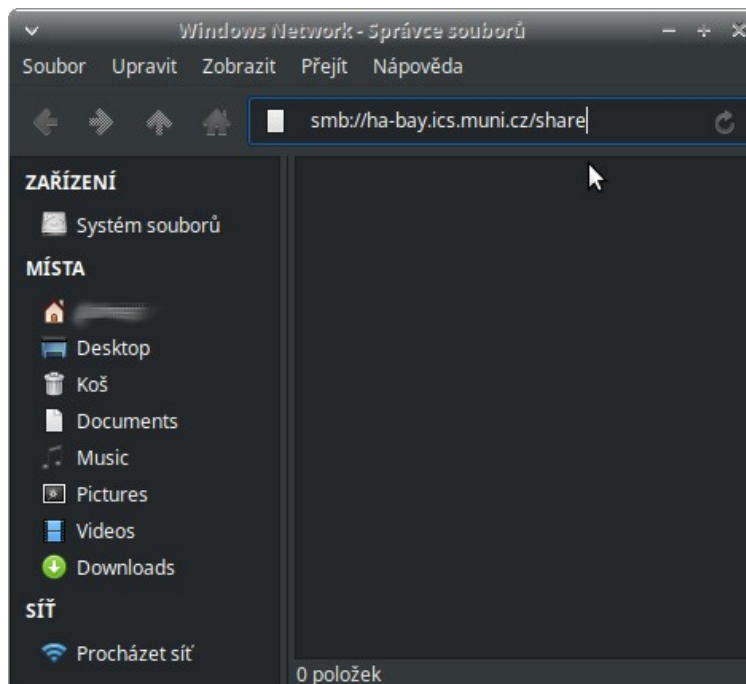 Windows Network - Správce souborů
Soubor Upravit Zobrazit Přejít Nápověda
smb://ha-bay.ics.muni.cz/share
ZAŘÍZENÍ
Systém souborů
MÍSTA
Desktop
Koš
Documents
Music
Pictures
Videos
Downloads
SÍŤ
Procházet síť
0 položek